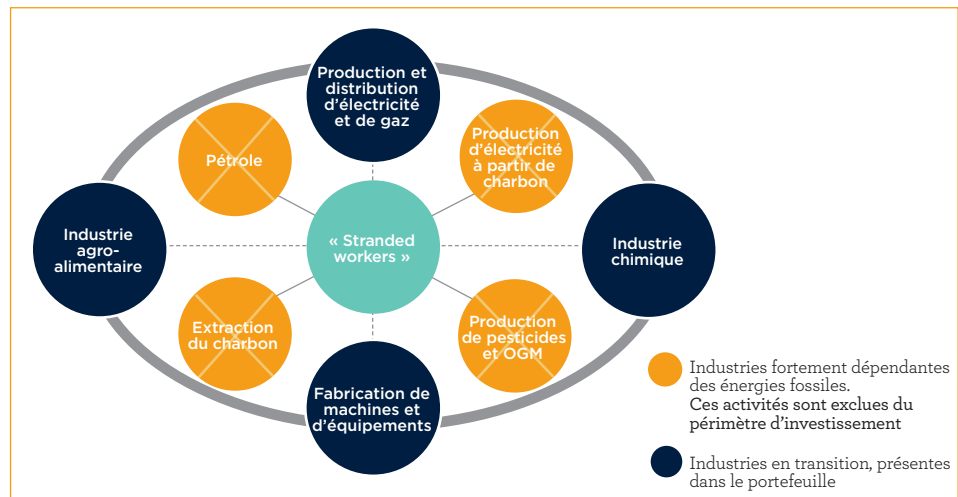 Production et
distribution
d'électricité
et de gaz
Pétrole
Production
d'électricité
à partir de
charbon
Industrie
agro-
alimentaire
« Stranded
workers »
Industrie
chimique
Extraction
du charbon
Production
de pesticides
et OGM
Fabrication de
machines et
d'équipements
Industries fortement dépendantes
des énergies fossiles.
Ces activités sont exclues du
périmètre d'investissement
Industries en transition, présentes
dans le portefeuille